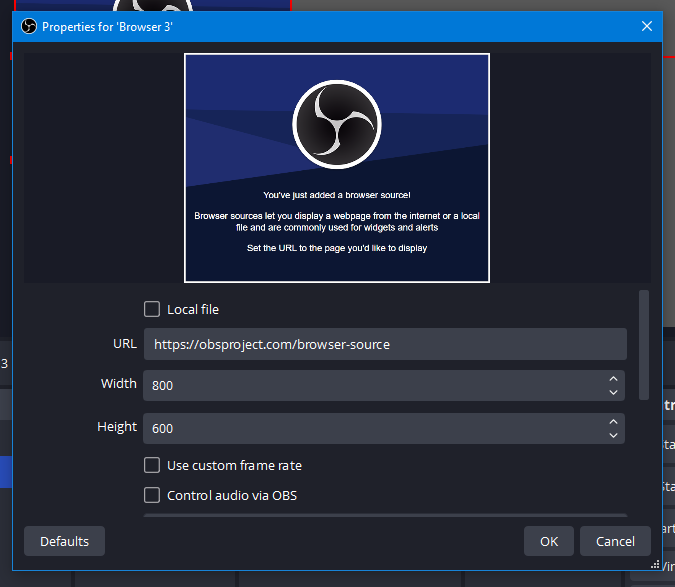 Properties for 'Browser 3'
You've just added a browser source!
Browser sources let you display a webpage from the internet or a local
file and are commonly used for widgets and alerts
Set the URL to the page you'd like to display
Local file
URL https://obsproject.com/browser-source
3
Width 800
Height 600
Use custom frame rate
Control audio via OBS
Defaults OK Cancel